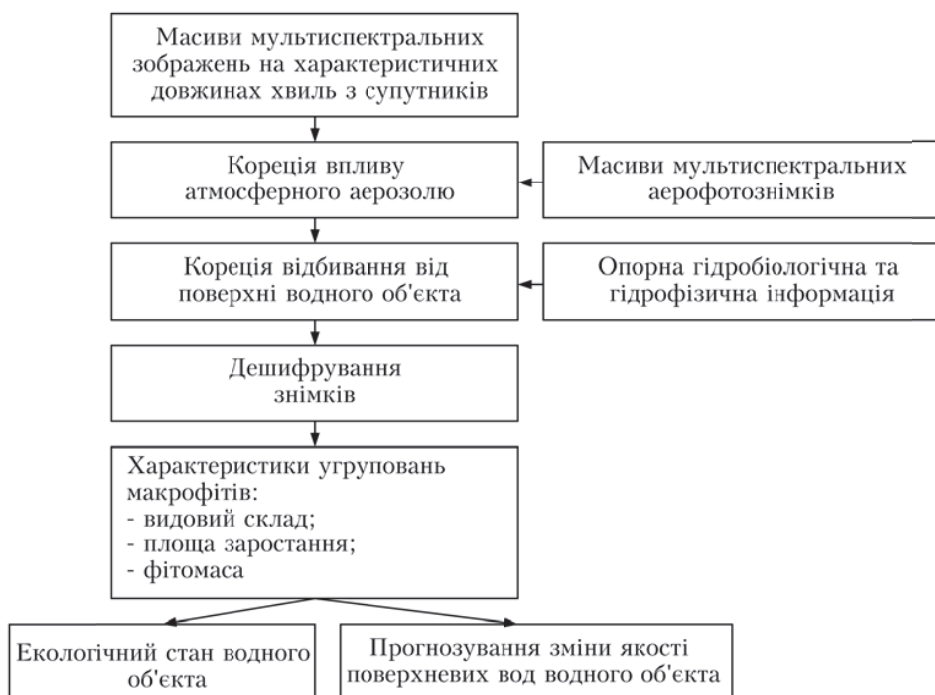 Масиви мультиспектральних
зображень на характеристичних
довжинах хвиль з супутників
Кореція впливу
атмосферного аерозолю
Масиви мультиспектральних
аерофотознімків
Кореція відбивання від
поверхні водного об'єкта
Опорна гідробіологічна та
гідрофізична інформація
Дешифрування
знімків
Характеристики угруповань
макрофітів:
- видовий склад;
- площа заростання;
- фітомаса
Екологічний стан водного
об'єкта
Прогнозування зміни якості
поверхневих вод водного об'єкта